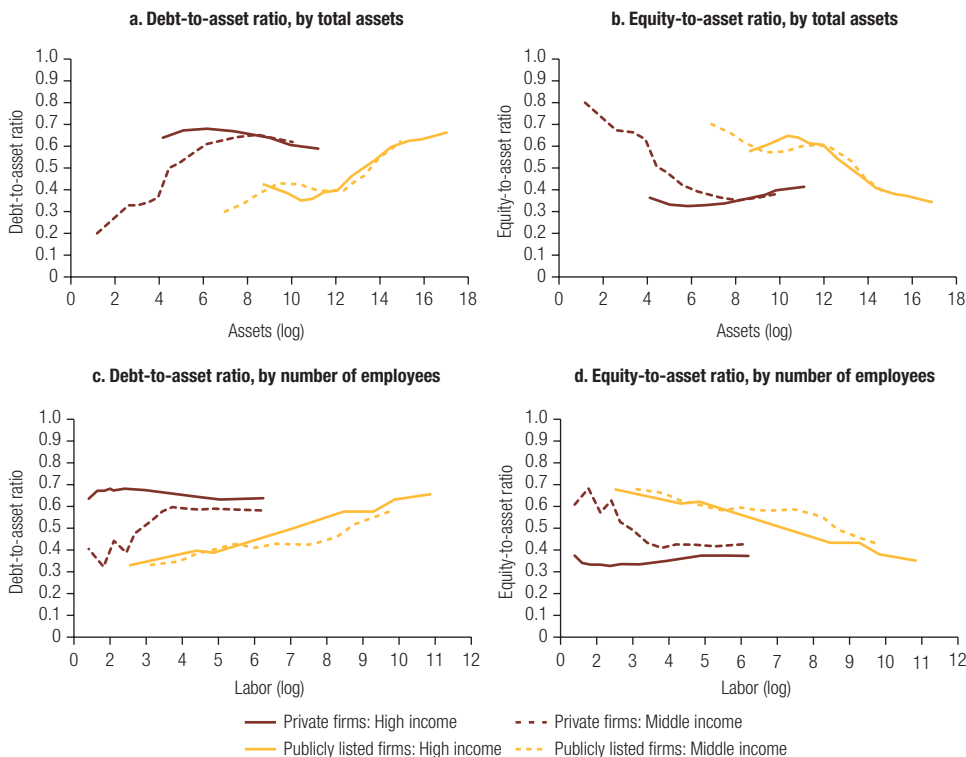 a. Debt-to-asset ratio, by total assets
Debt-to-asset ratio
1.0
0.9
0.8
0.7
0.6
0.5
0.4
0.3
0.2
0.1
0
0 2 4 6 8 10 12 14 16 18
Assets (log)
b. Equity-to-asset ratio, by total assets
Equity-to-asset ratio
1.0
0.9
0.8
0.7
0.6
0.5
0.4
0.3
0.2
0.1
0
0 2 4 6 8 10 12 14 16 18
Assets (log)
c. Debt-to-asset ratio, by number of employees
Debt-to-asset ratio
1.0
0.9
0.8
0.7
0.6
0.5
0.4
0.3
0.2
0.1
0
0 1 2 3 4 5 6 7 8 9 10 11 12
Labor (log)
d. Equity-to-asset ratio, by number of employees
Equity-to-asset ratio
1.0
0.9
0.8
0.7
0.6
0.5
0.4
0.3
0.2
0.1
0
0 2 3 4 5 6 7 8 9 10 11 12
Labor (log)
Private firms: High income
Private firms: Middle income
Publicly listed firms: High income
Publicly listed firms: Middle income